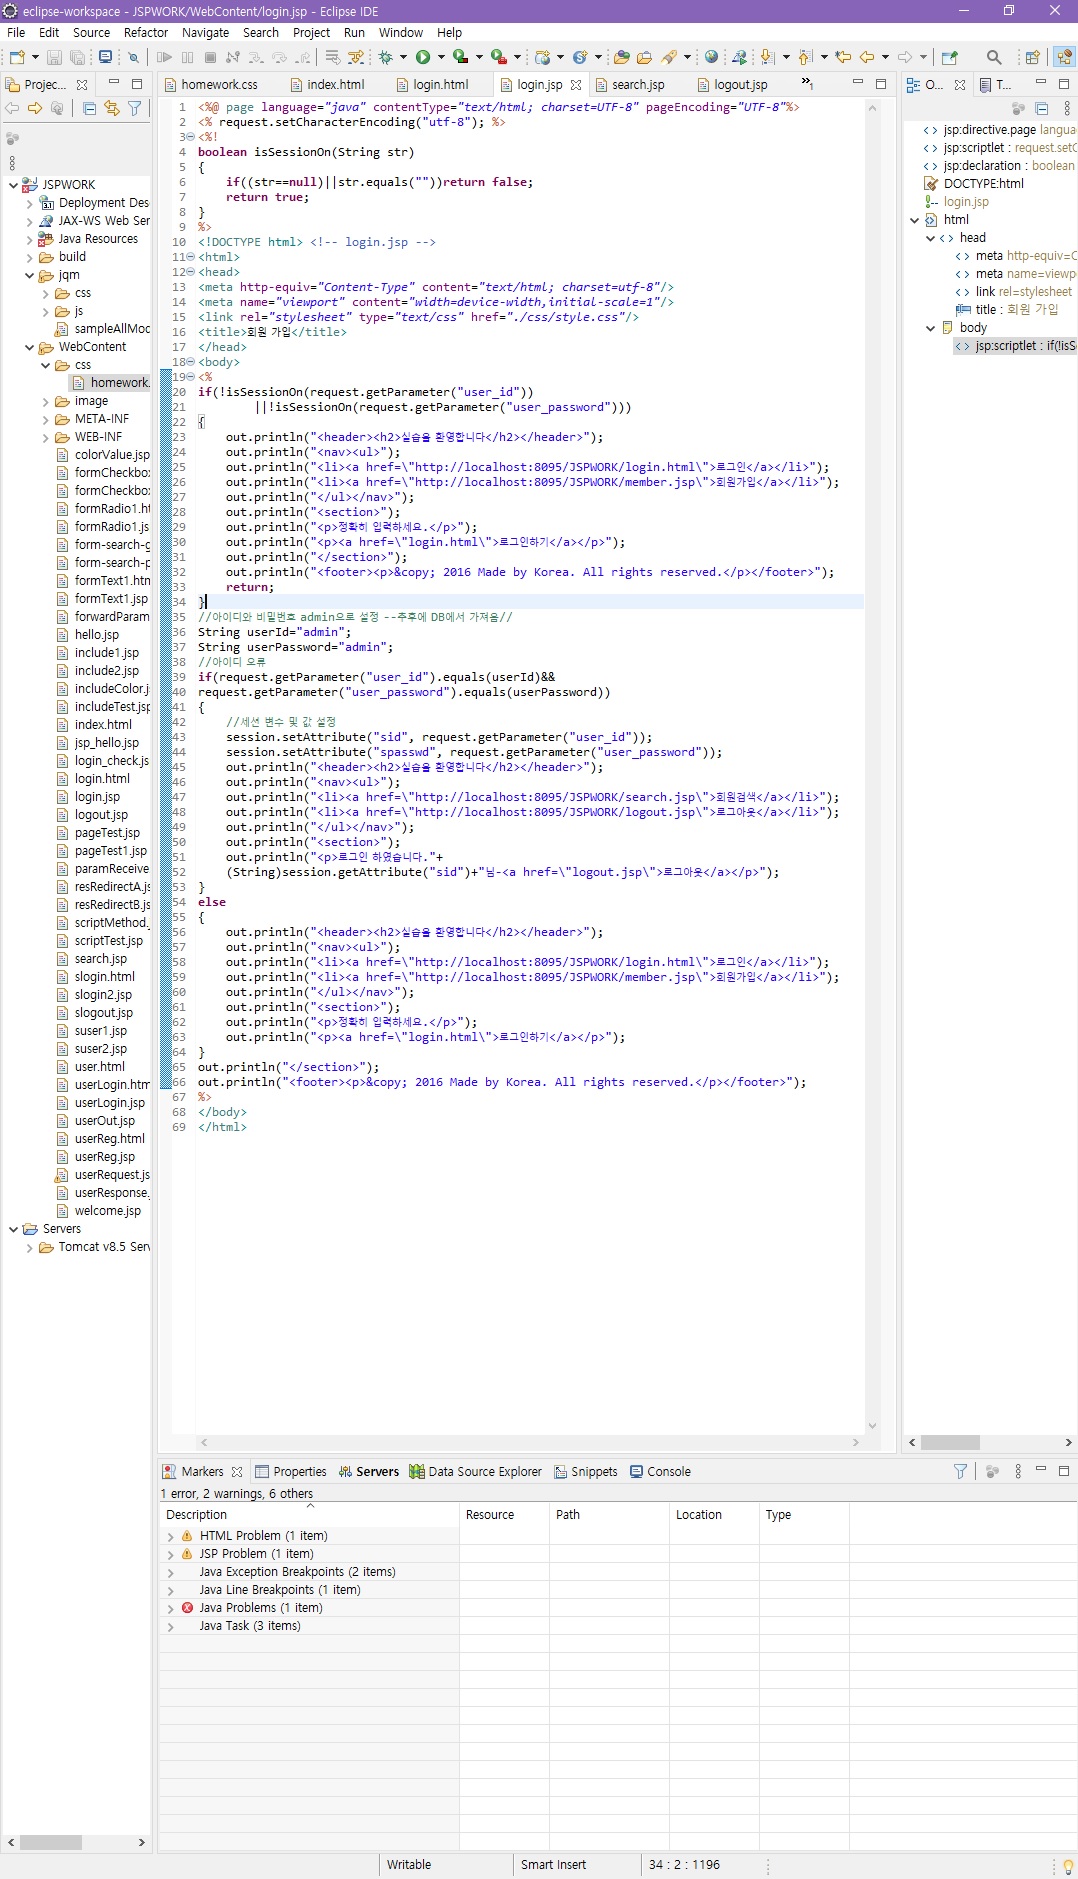 eclipse-workspace - JSPWORK/WebContent/login.jsp - Eclipse IDE
File Edit Source Refactor Navigate Search Project Run Window Help
Projec...
homework.css
index.html
login.html
login.jsp
search.jsp
logout.jsp
»1
O...
T...
JSPWORK
Deployment Des
JAX-WS Web Ser
Java Resources
build
jqm
css
js
sampleAllMod
WebContent
css
homework.
image
META-INF
WEB-INF
colorValue.jsp
formCheckbo
formCheckbo
formRadio1.ht
formRadio1.js
form-search-g
form-search-p
formText1.htm
formText1.jsp
forwardParam
hello.jsp
include1.jsp
include2.jsp
includeColor.j
includeTest.jsp
index.html
jsp_hello.jsp
login_check.js
login.html
login.jsp
logout.jsp
pageTest.jsp
pageTest1.jsp
paramReceive
resRedirectA.js
resRedirectB.js
scriptMethod.
scriptTest.jsp
search.jsp
slogin.html
slogin2.jsp
slogout.jsp
suser1.jsp
suser2.jsp
user.html
userLogin.htm
userLogin.jsp
userOut.jsp
userReg.html
userReg.jsp
userRequest.js
userResponse.
welcome.jsp
Servers
Tomcat v8.5 Serv
1 <%@ page language="java" contentType="text/html; charset=UTF-8" pageEncoding="UTF-8"%>
2 <% request.setCharacterEncoding("utf-8"); %>
3 <%!
4 boolean isSessionOn(String str)
5 {
6 if((str==null)||str.equals(""))return false;
7 return true;
8 }
9 %>
10 <!DOCTYPE html> <!-- login.jsp -->
11 <html>
12 <head>
13 <meta http-equiv="Content-Type" content="text/html; charset=utf-8"/>
14 <meta name="viewport" content="width=device-width,initial-scale=1"/>
15 <link rel="stylesheet" type="text/css" href="./css/style.css"/>
16 <title>회원 가입</title>
17 </head>
18 <body>
19 <%
20 if(!isSessionOn(request.getParameter("user_id"))
21 ||!isSessionOn(request.getParameter("user_password")))
22 {
23 out.println("<header><h2>실습을 환영합니다</h2></header>");
24 out.println("<nav><ul>");
25 out.println("<li><a href=\"http://localhost:8095/JSPWORK/login.html\">로그인</a></li>");
26 out.println("<li><a href=\"http://localhost:8095/JSPWORK/member.jsp\">회원가입</a></li>");
27 out.println("</ul></nav>");
28 out.println("<section>");
29 out.println("<p>정확히 입력하세요.</p>");
30 out.println("<p><a href=\"login.html\">로그인하기</a></p>");
31 out.println("</section>");
32 out.println("<footer><p>&copy; 2016 Made by Korea. All rights reserved.</p></footer>");
33 return;
34 }
35 //아이디와 비밀번호 admin으로 설정 --추후에 DB에서 가져옴//
36 String userId="admin";
37 String userPassword="admin";
38 //아이디 오류
39 if(request.getParameter("user_id").equals(userId)&&
40 request.getParameter("user_password").equals(userPassword))
41 {
42 //세션 변수 및 값 설정
43 session.setAttribute("sid", request.getParameter("user_id"));
44 session.setAttribute("spasswd", request.getParameter("user_password"));
45 out.println("<header><h2>실습을 환영합니다</h2></header>");
46 out.println("<nav><ul>");
47 out.println("<li><a href=\"http://localhost:8095/JSPWORK/search.jsp\">회원검색</a></li>");
48 out.println("<li><a href=\"http://localhost:8095/JSPWORK/logout.jsp\">로그아웃</a></li>");
49 out.println("</ul></nav>");
50 out.println("<section>");
51 out.println("<p>로그인 하였습니다."+
52 (String)session.getAttribute("sid")+"님-<a href=\"logout.jsp\">로그아웃</a></p>");
53 }
54 else
55 {
56 out.println("<header><h2>실습을 환영합니다</h2></header>");
57 out.println("<nav><ul>");
58 out.println("<li><a href=\"http://localhost:8095/JSPWORK/login.html\">로그인</a></li>");
59 out.println("<li><a href=\"http://localhost:8095/JSPWORK/member.jsp\">회원가입</a></li>");
60 out.println("</ul></nav>");
61 out.println("<section>");
62 out.println("<p>정확히 입력하세요.</p>");
63 out.println("<p><a href=\"login.html\">로그인하기</a></p>");
64 }
65 out.println("</section>");
66 out.println("<footer><p>&copy; 2016 Made by Korea. All rights reserved.</p></footer>");
67 %>
68 </body>
69 </html>
jsp:directive.page langua
jsp:scriptlet : request.setC
jsp:declaration : boolean
DOCTYPE:html
login.jsp
html
head
meta http-equiv=C
meta name=viewp
link rel=stylesheet
title : 회원 가입
body
jsp:scriptlet : if(!isS
Markers
Properties
Servers
Data Source Explorer
Snippets
Console
1 error, 2 warnings, 6 others
Description Resource Path Location Type
HTML Problem (1 item)
JSP Problem (1 item)
Java Exception Breakpoints (2 items)
Java Line Breakpoints (1 item)
Java Problems (1 item)
Java Task (3 items)
Writable Smart Insert 34 : 2 : 1196